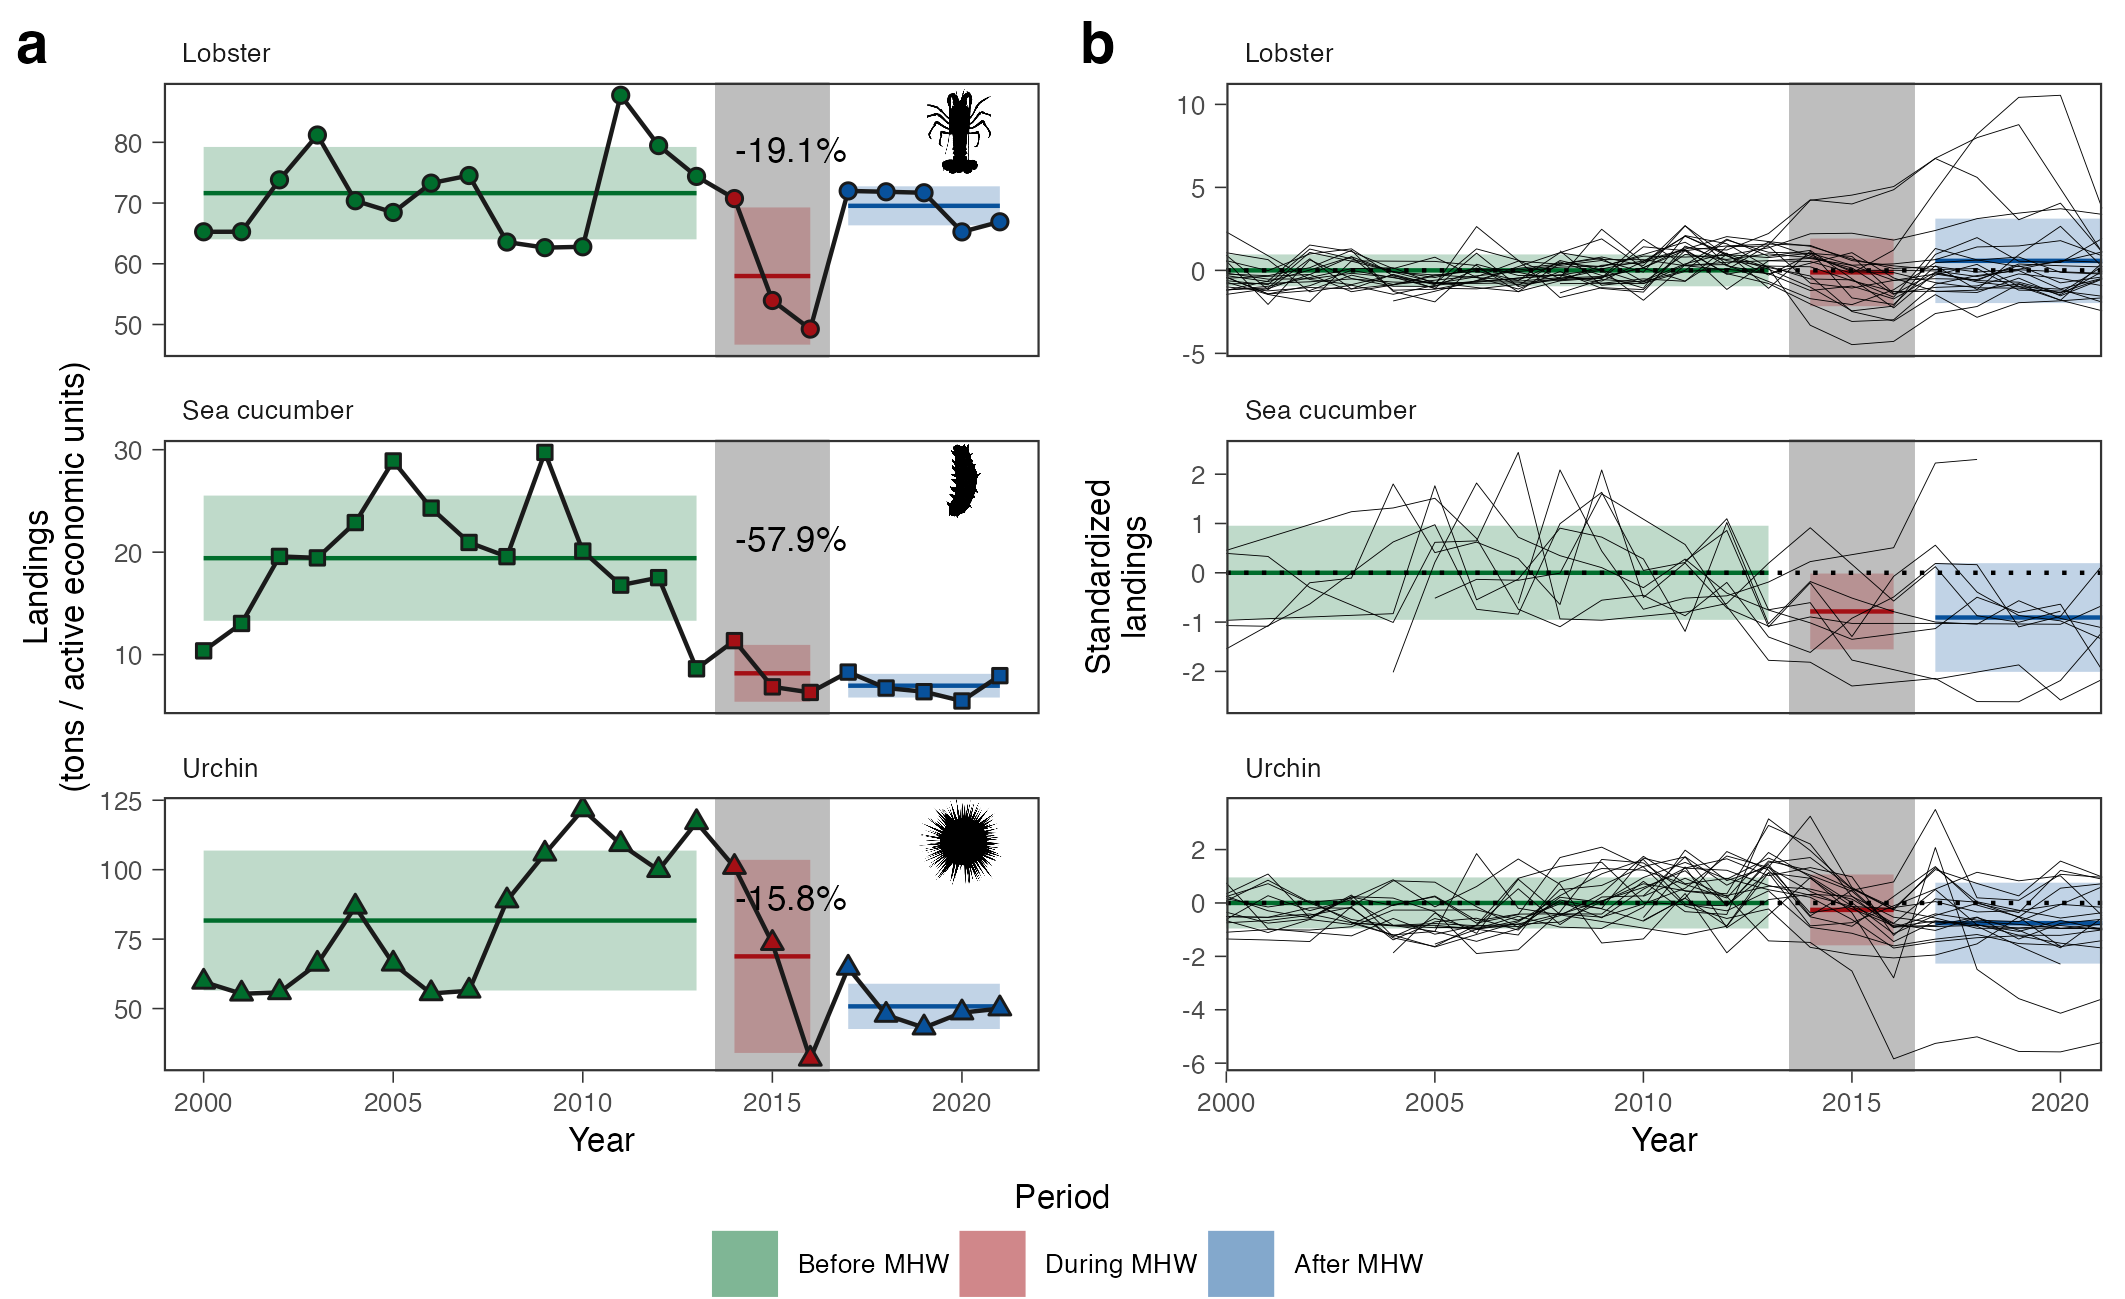 a
Lobster
80
70
60
50
-19.1%
Sea cucumber
30
20
10
-57.9%
Urchin
125
100
75
50
-15.8%
2000 2005 2010 2015 2020
Year
Landings
(tons / active economic units)
b
Lobster
10
5
0
-5
Sea cucumber
2
1
0
-1
-2
Urchin
2
0
-2
-4
-6
2000 2005 2010 2015 2020
Year
Standardized
landings
Period
Before MHW During MHW After MHW